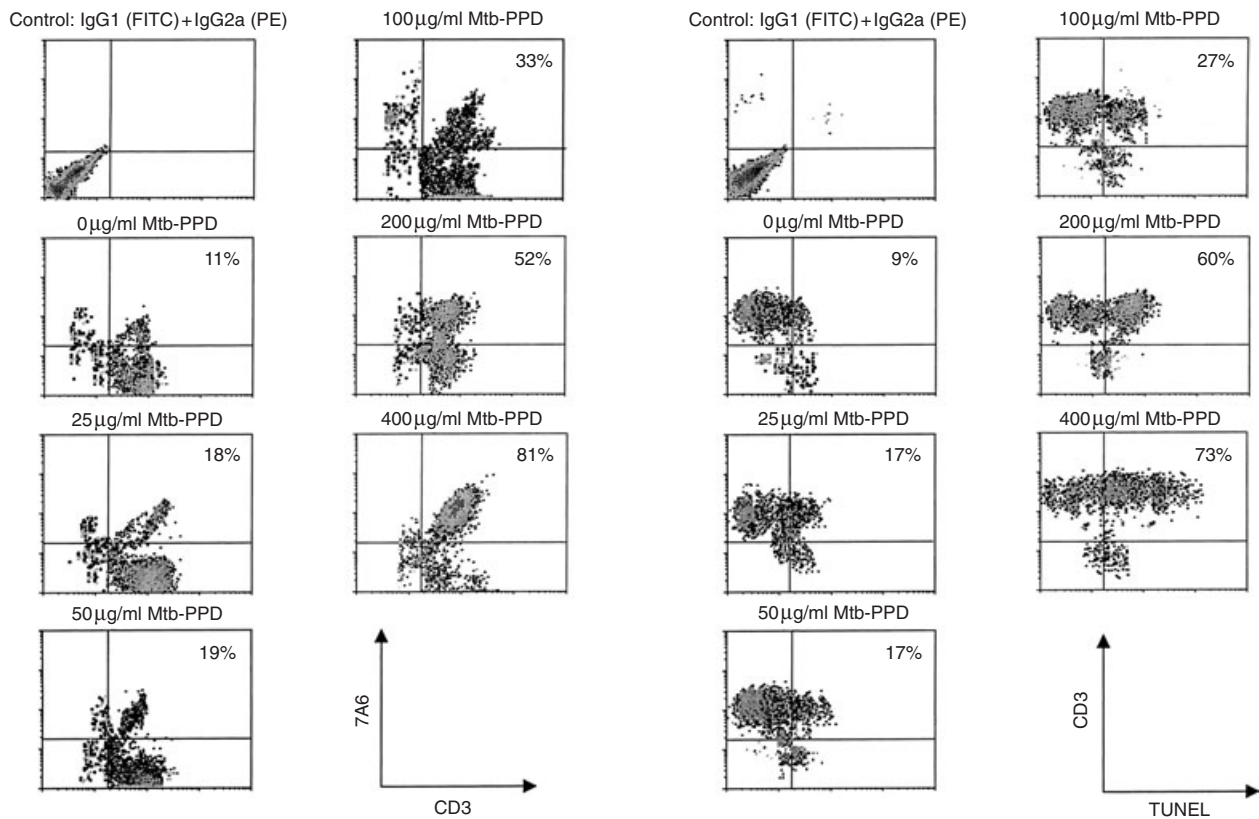 Control: IgG1 (FITC)+IgG2a (PE)
100µg/ml Mtb-PPD
33%
0µg/ml Mtb-PPD
11%
200µg/ml Mtb-PPD
52%
25µg/ml Mtb-PPD
18%
400µg/ml Mtb-PPD
81%
50µg/ml Mtb-PPD
19%
7A6
CD3
Control: IgG1 (FITC)+IgG2a (PE)
100µg/ml Mtb-PPD
27%
0µg/ml Mtb-PPD
9%
200µg/ml Mtb-PPD
60%
25µg/ml Mtb-PPD
17%
400µg/ml Mtb-PPD
73%
50µg/ml Mtb-PPD
17%
CD3
TUNEL